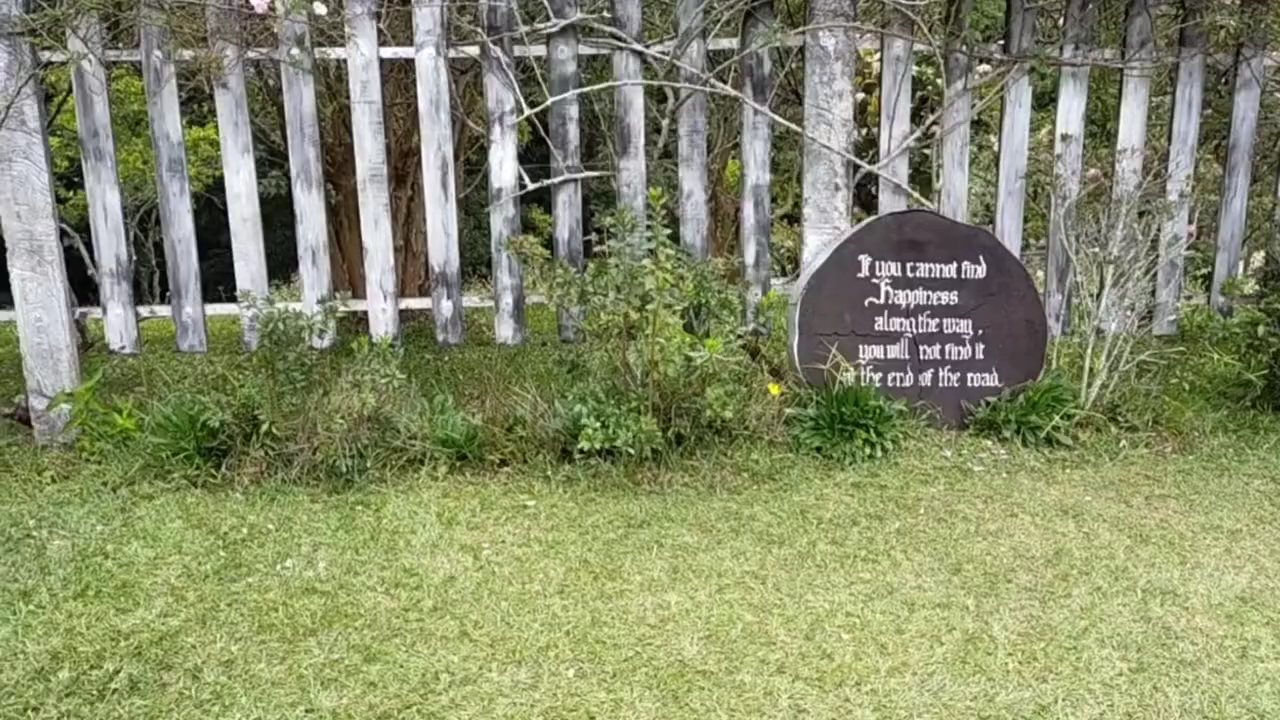 If you cannot find
Happiness
along the way,
you will not find it
at the end of the road